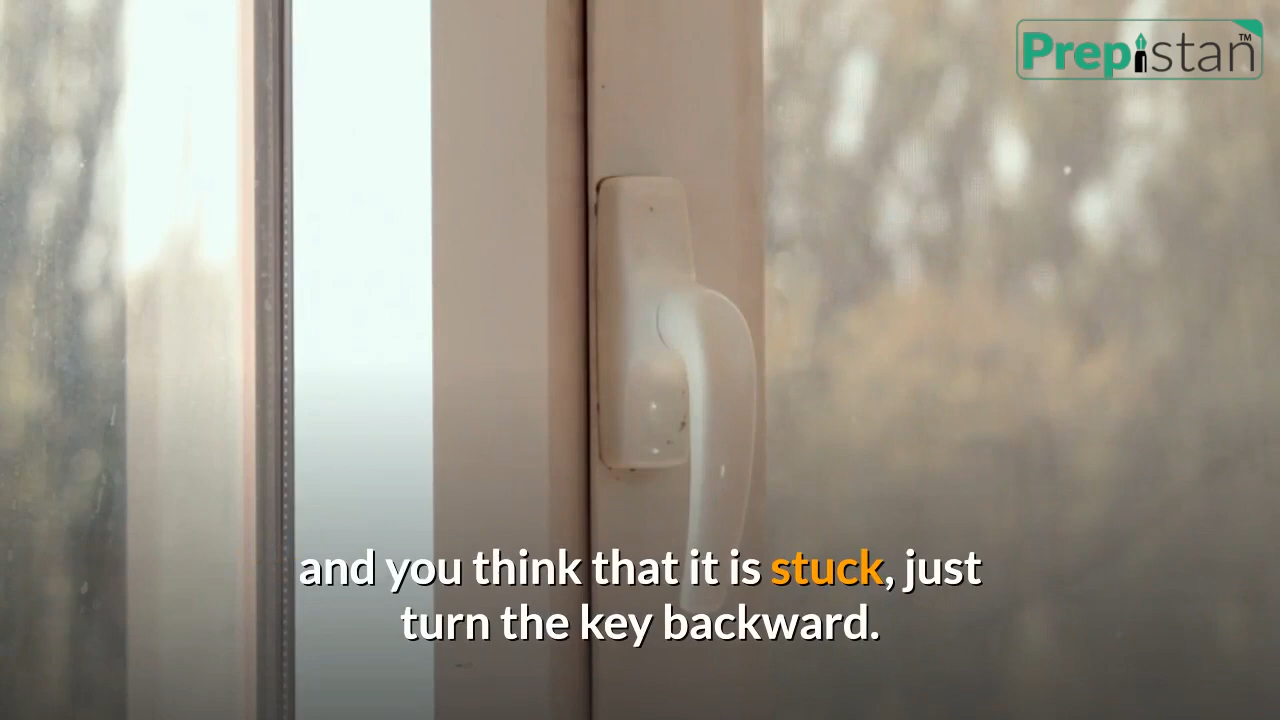 Prepistan™
and you think that it is stuck, just
turn the key backward.